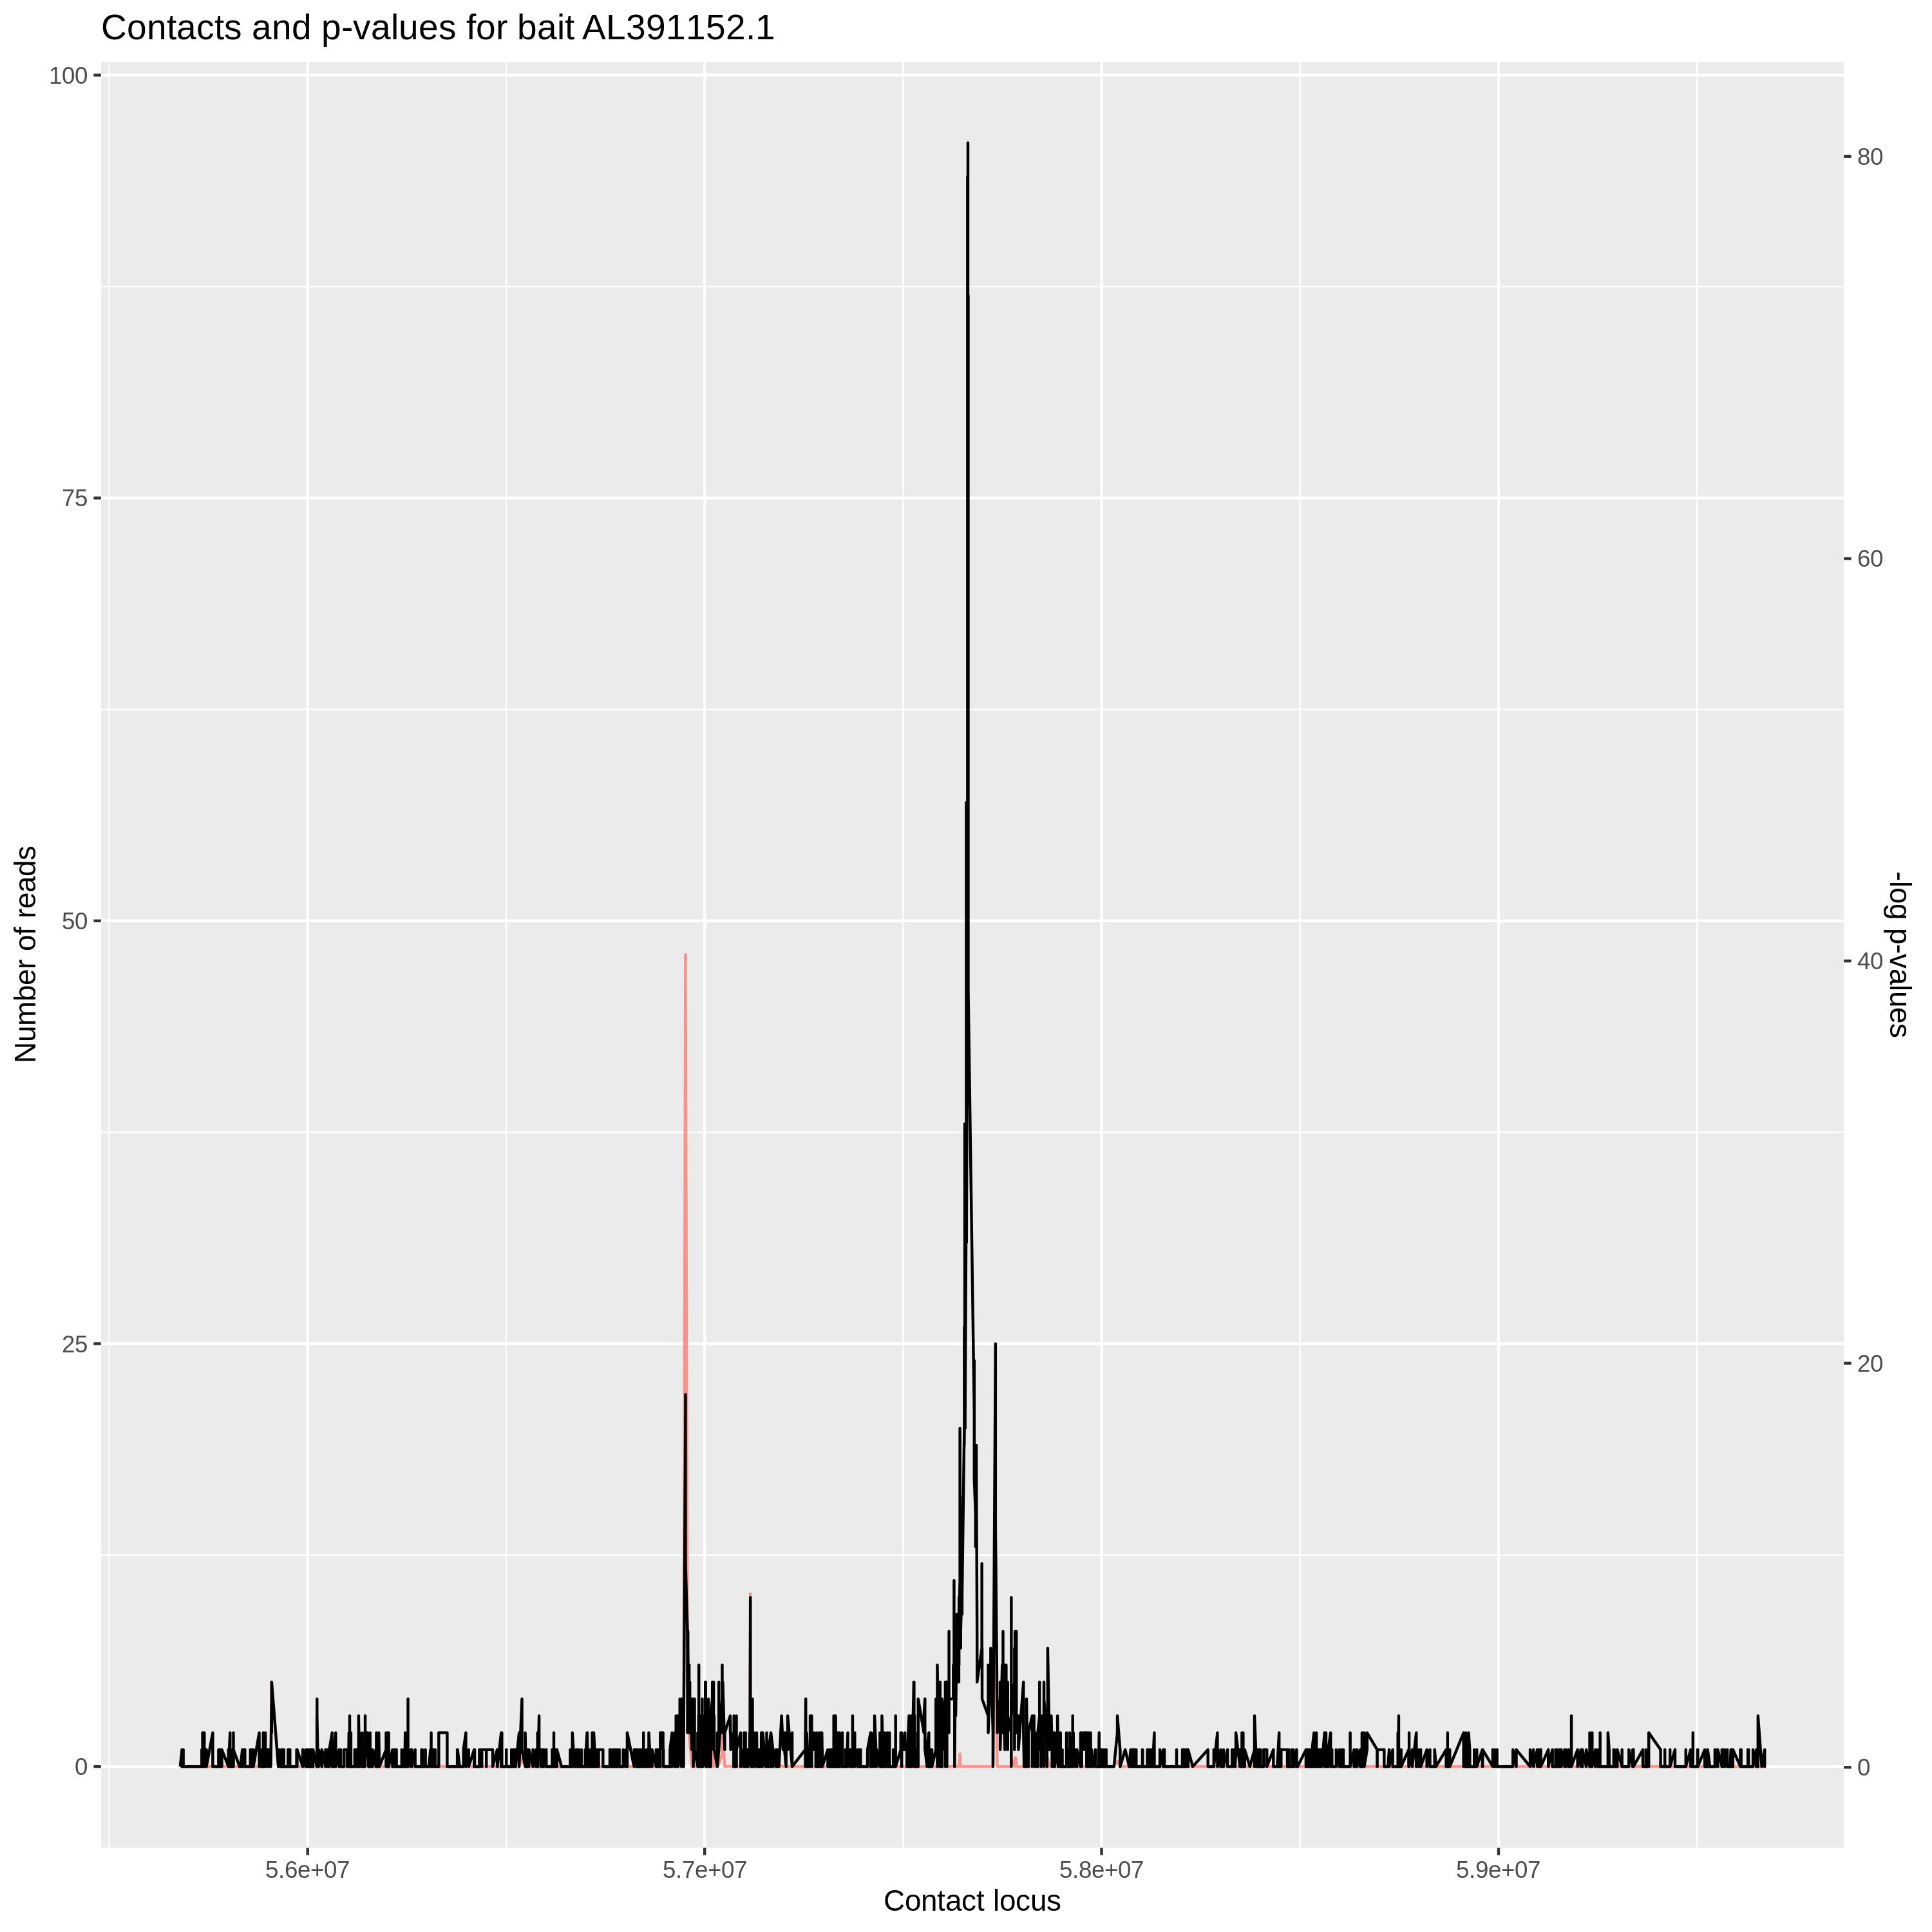 Contacts and p-values for bait AL391152.1
100
75
50
25
0
Number of reads
80
60
40
20
0
-log p-values
5.6e+07
5.7e+07
5.8e+07
5.9e+07
Contact locus